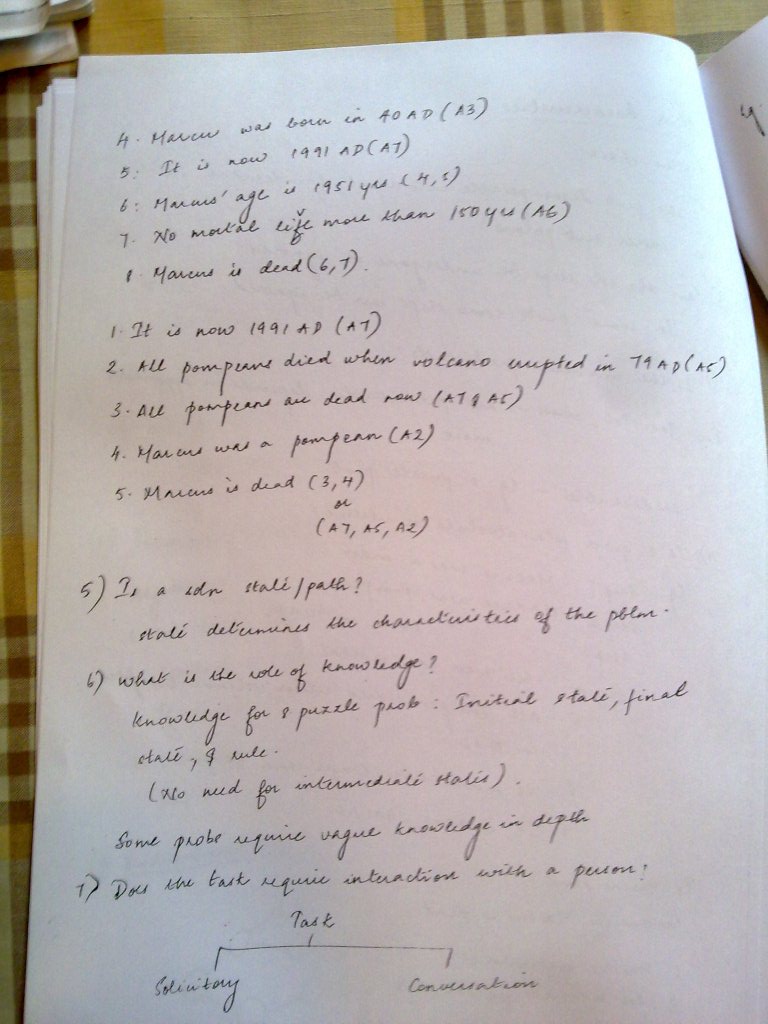 4. Marcus was born in 40 AD (A3)
5. It is now 1991 AD (A7)
6. Marcus' age is 1951 yrs (4,5)
7. No mortal live more than 150 yrs (A6)
8. Marcus is dead (6,7).
1. It is now 1991 AD (A7)
2. All pompeans died when volcano erupted in 79 AD (A5)
3. All pompeans are dead now (A7 & A5)
4. Marcus was a pompean (A2)
5. Marcus is dead (3,4)
or
(A7, A5, A2)
5) Is a soln state/path?
state determines the characteristics of the pblm.
6) What is the role of knowledge?
Knowledge for 8 puzzle prob: Initial state, final
state, & rule.
(No need for intermediate states).
Some probs require vague knowledge in depth
7) Does the task require interaction with a person?
Task
Solicitory
Conversation